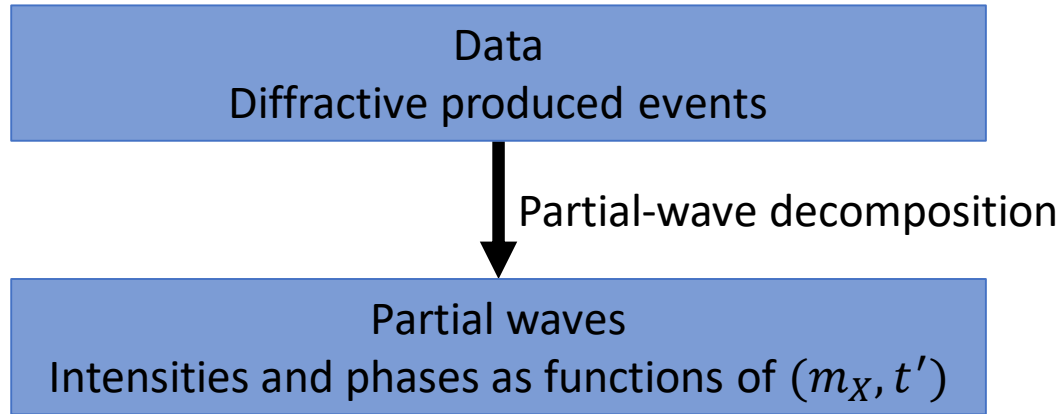 Data
Diffractive produced events
Partial-wave decomposition
Partial waves
Intensities and phases as functions of (m_X, t′)